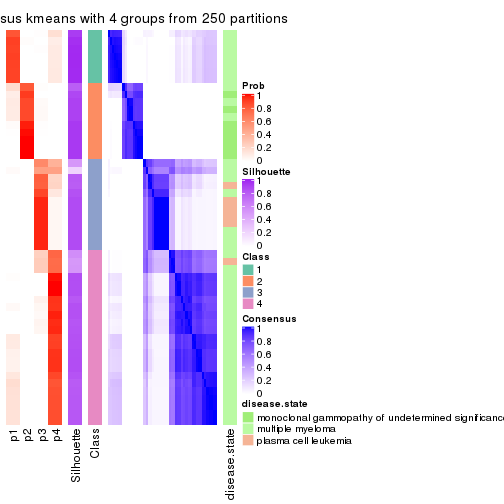 sus kmeans with 4 groups from 250 partitions
Prob
1
0.8
0.6
0.4
0.2
0
Silhouette
1
0.8
0.6
0.4
0.2
0
Class
1
2
3
4
Consensus
1
0.8
0.6
0.4
0.2
0
disease.state
monoclonal gammopathy of undetermined significance
multiple myeloma
plasma cell leukemia
p1
p2
p3
p4
Silhouette
Class
disease.state